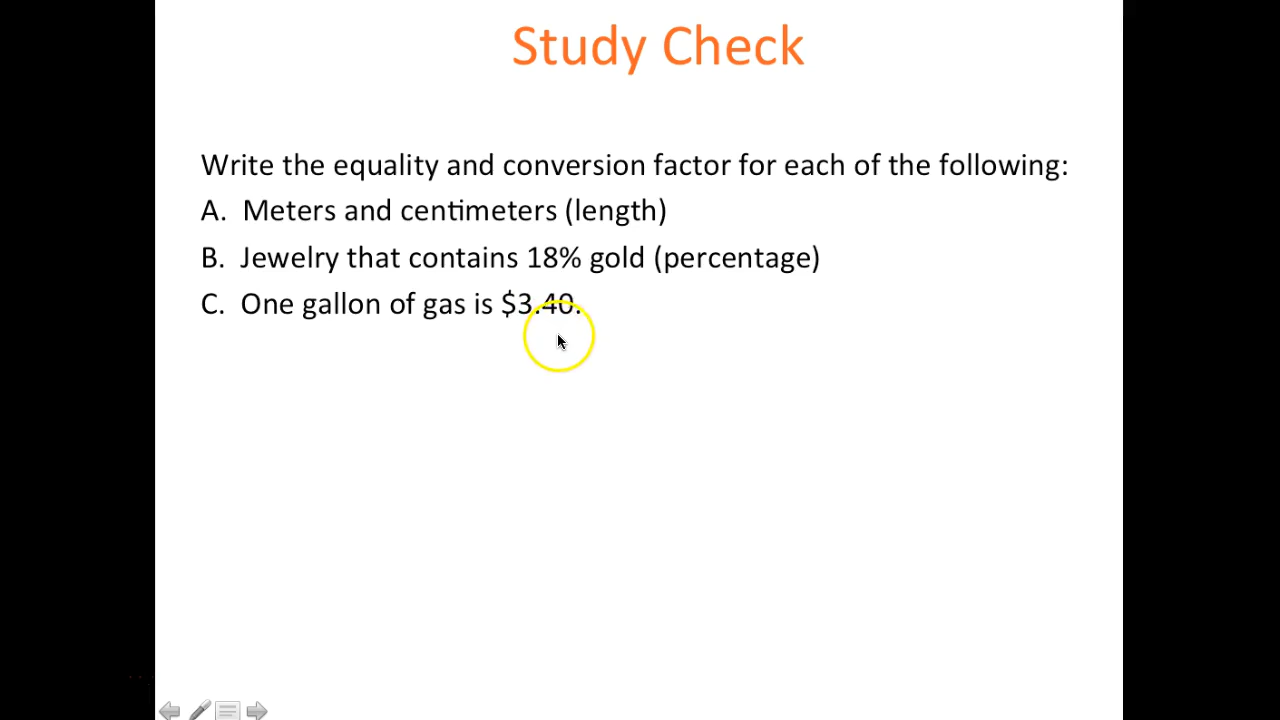 Study Check
Write the equality and conversion factor for each of the following:
A. Meters and centimeters (length)
B. Jewelry that contains 18% gold (percentage)
C. One gallon of gas is $3.40.